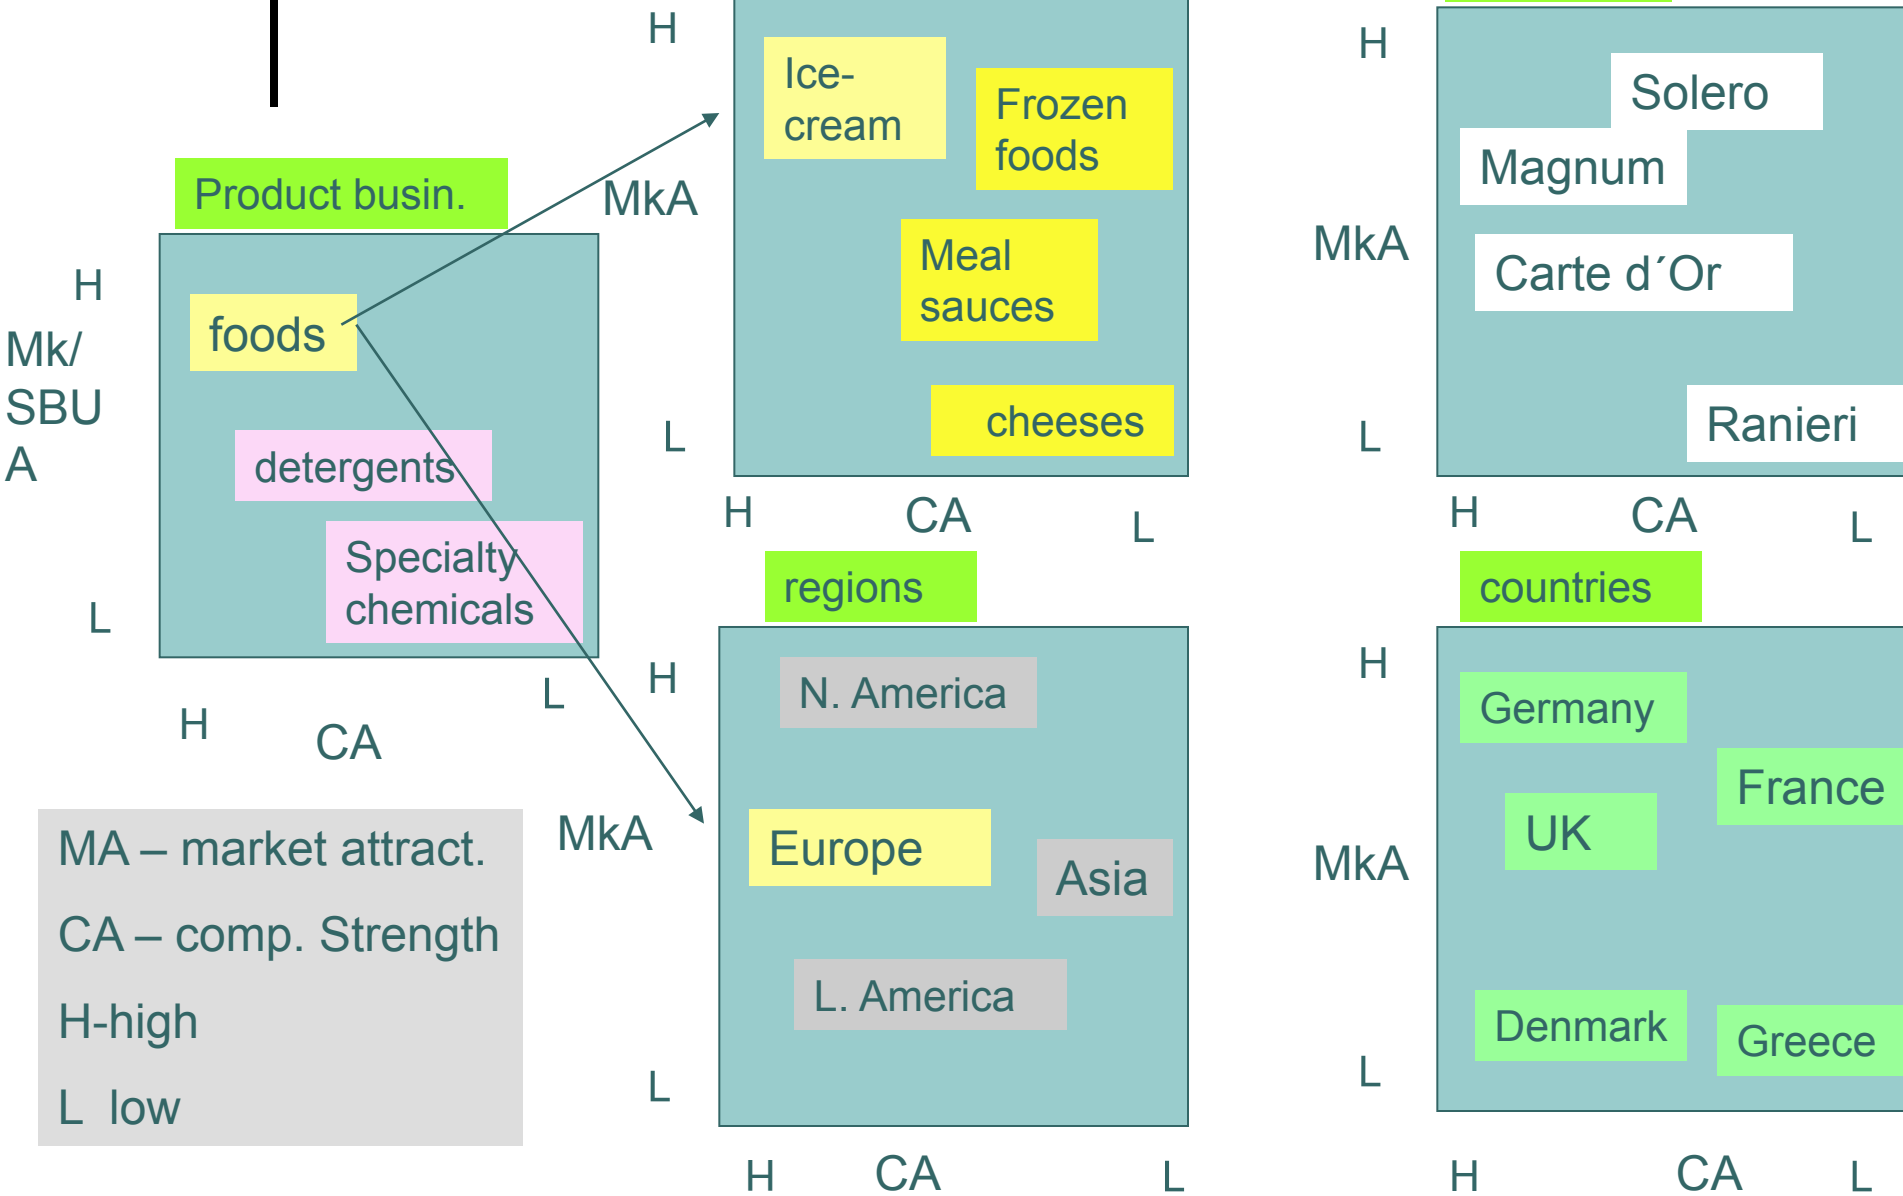 Product busin.
H
Mk/
SBU
A
L
foods
detergents
Specialty
chemicals
H
CA
L
MA – market attract.
CA – comp. Strength
H-high
L low
H
MkA
L
Ice-
cream
Frozen
foods
Meal
sauces
cheeses
H
CA
L
regions
H
MkA
L
N. America
Europe
Asia
L. America
H
CA
L
H
MkA
L
Solero
Magnum
Carte d´Or
Ranieri
H
CA
L
countries
H
MkA
L
Germany
France
UK
Denmark
Greece
H
CA
L